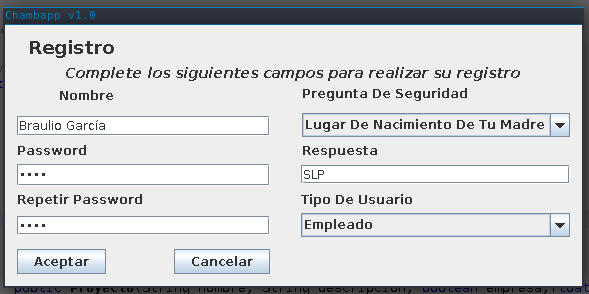 Chambapp v1.0
Registro
Complete los siguientes campos para realizar su registro
Nombre
Braulio García
Password
••••
Repetir Password
••••
Pregunta De Seguridad
Lugar De Nacimiento De Tu Madre
Respuesta
SLP
Tipo De Usuario
Empleado
Aceptar
Cancelar
public Proyecto(String nombre, String descripcion, boolean empresa,float